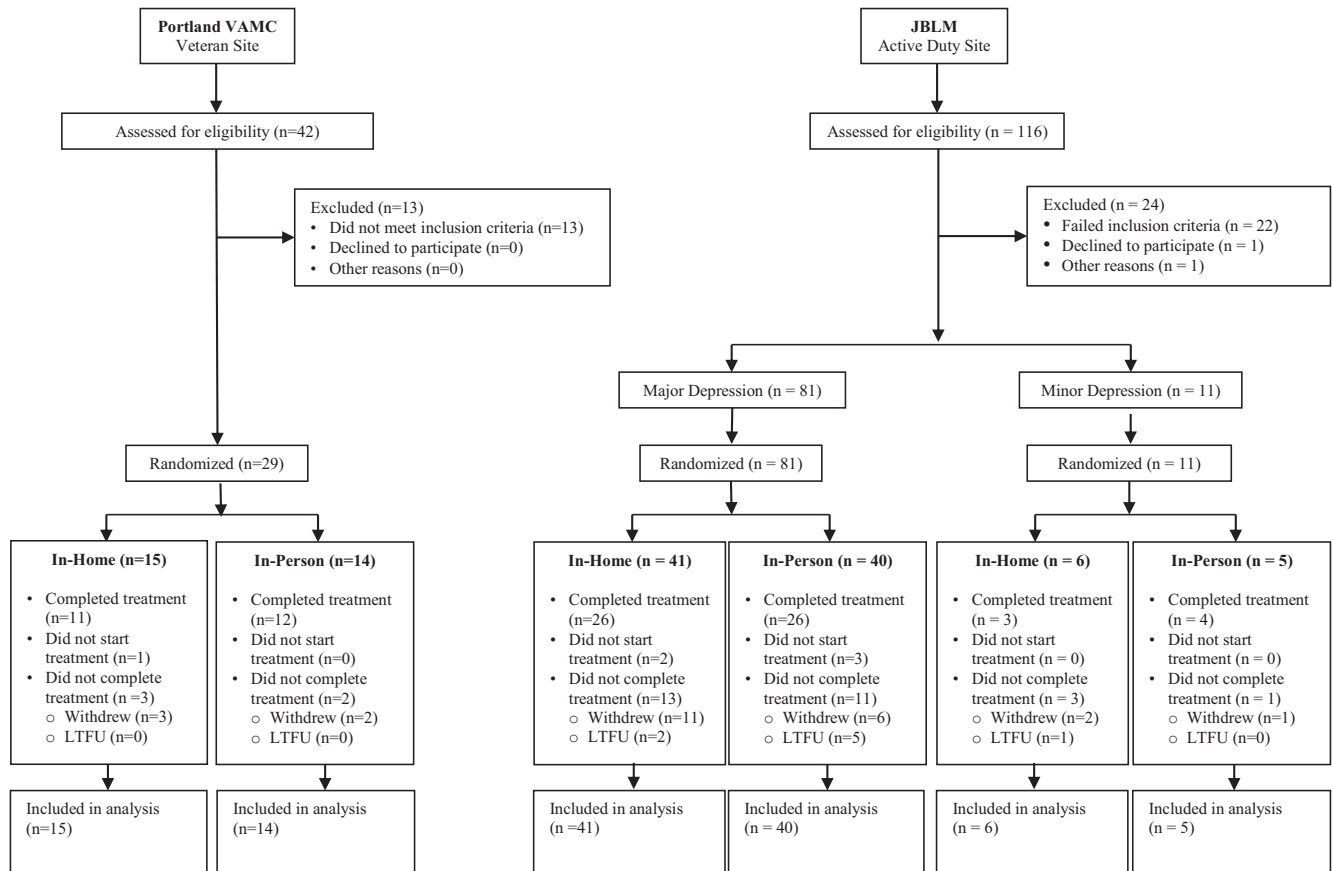 Portland VAMC
Veteran Site
JBLM
Active Duty Site
Assessed for eligibility (n=42)
Assessed for eligibility (n = 116)
Excluded (n=13)
• Did not meet inclusion criteria (n=13)
• Declined to participate (n=0)
• Other reasons (n=0)
Excluded (n = 24)
• Failed inclusion criteria (n = 22)
• Declined to participate (n = 1)
• Other reasons (n = 1)
Major Depression (n = 81)
Minor Depression (n = 11)
Randomized (n=29)
Randomized (n = 81)
Randomized (n = 11)
In-Home (n=15)
• Completed treatment
(n=11)
• Did not start
treatment (n=1)
• Did not complete
treatment (n =3)
○ Withdrew (n=3)
○ LTFU (n=0)
In-Person (n=14)
• Completed treatment
(n=12)
• Did not start
treatment (n=0)
• Did not complete
treatment (n=2)
○ Withdrew (n=2)
○ LTFU (n=0)
In-Home (n = 41)
• Completed treatment
(n=26)
• Did not start
treatment (n=2)
• Did not complete
treatment (n=13)
○ Withdrew (n=11)
○ LTFU (n=2)
In-Person (n = 40)
• Completed treatment
(n=26)
• Did not start
treatment (n=3)
• Did not complete
treatment (n=11)
○ Withdrew (n=6)
○ LTFU (n=5)
In-Home (n = 6)
• Completed treatment
(n = 3)
• Did not start
treatment (n = 0)
• Did not complete
treatment (n = 3)
○ Withdrew (n=2)
○ LTFU (n=1)
In-Person (n = 5)
• Completed treatment
(n = 4)
• Did not start
treatment (n = 0)
• Did not complete
treatment (n = 1)
○ Withdrew (n=1)
○ LTFU (n=0)
Included in analysis
(n=15)
Included in analysis
(n=14)
Included in analysis
(n =41)
Included in analysis
(n = 40)
Included in analysis
(n = 6)
Included in analysis
(n = 5)